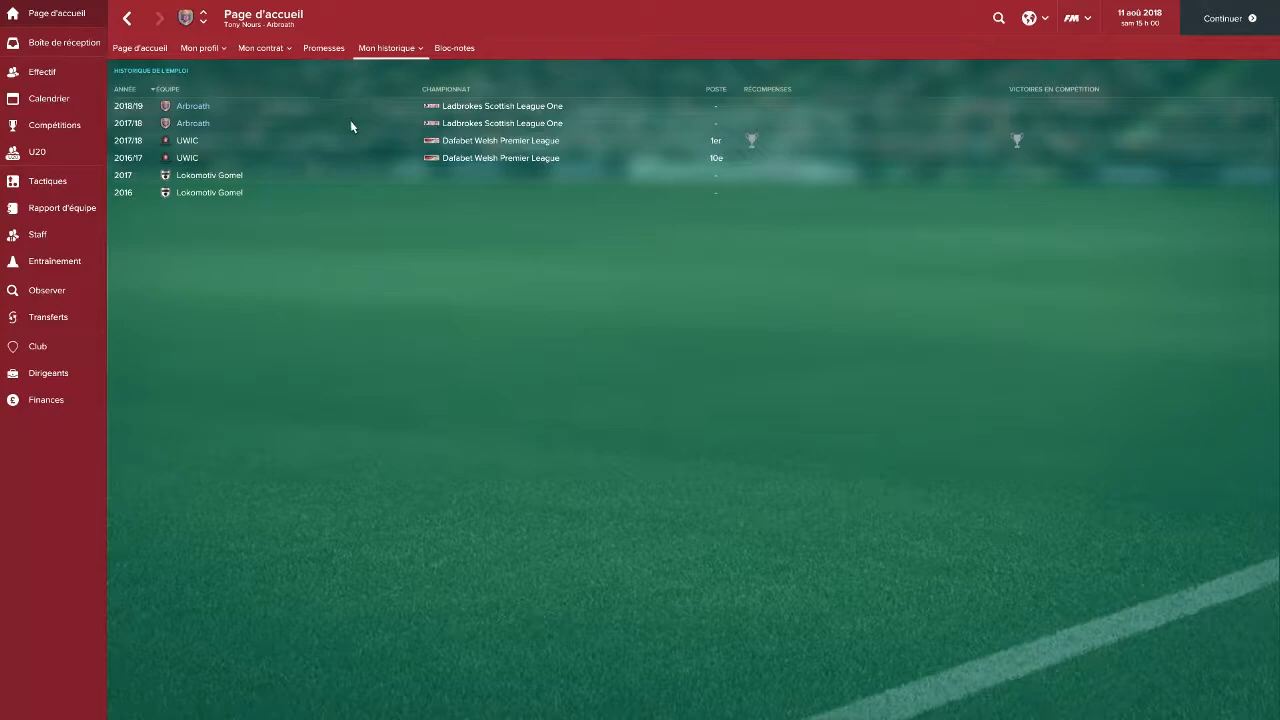 Page d'accueil
Boîte de réception
Effectif
Calendrier
Compétitions
U20
Tactiques
Rapport d'équipe
Staff
Entraînement
Observer
Transferts
Club
Dirigeants
Finances
Page d'accueil
Tony Nours - Arbroath
FM
11 aoû 2018
sam 15 h 00
Continuer
Page d'accueil Mon profil Mon contrat Promesses Mon historique Bloc-notes
HISTORIQUE DE L'EMPLOI
ANNÉE ÉQUIPE CHAMPIONNAT POSTE RÉCOMPENSES VICTOIRES EN COMPÉTITION
2018/19 Arbroath Ladbrokes Scottish League One -
2017/18 Arbroath Ladbrokes Scottish League One -
2017/18 UWIC Dafabet Welsh Premier League 1er
2016/17 UWIC Dafabet Welsh Premier League 10e
2017 Lokomotiv Gomel -
2016 Lokomotiv Gomel -